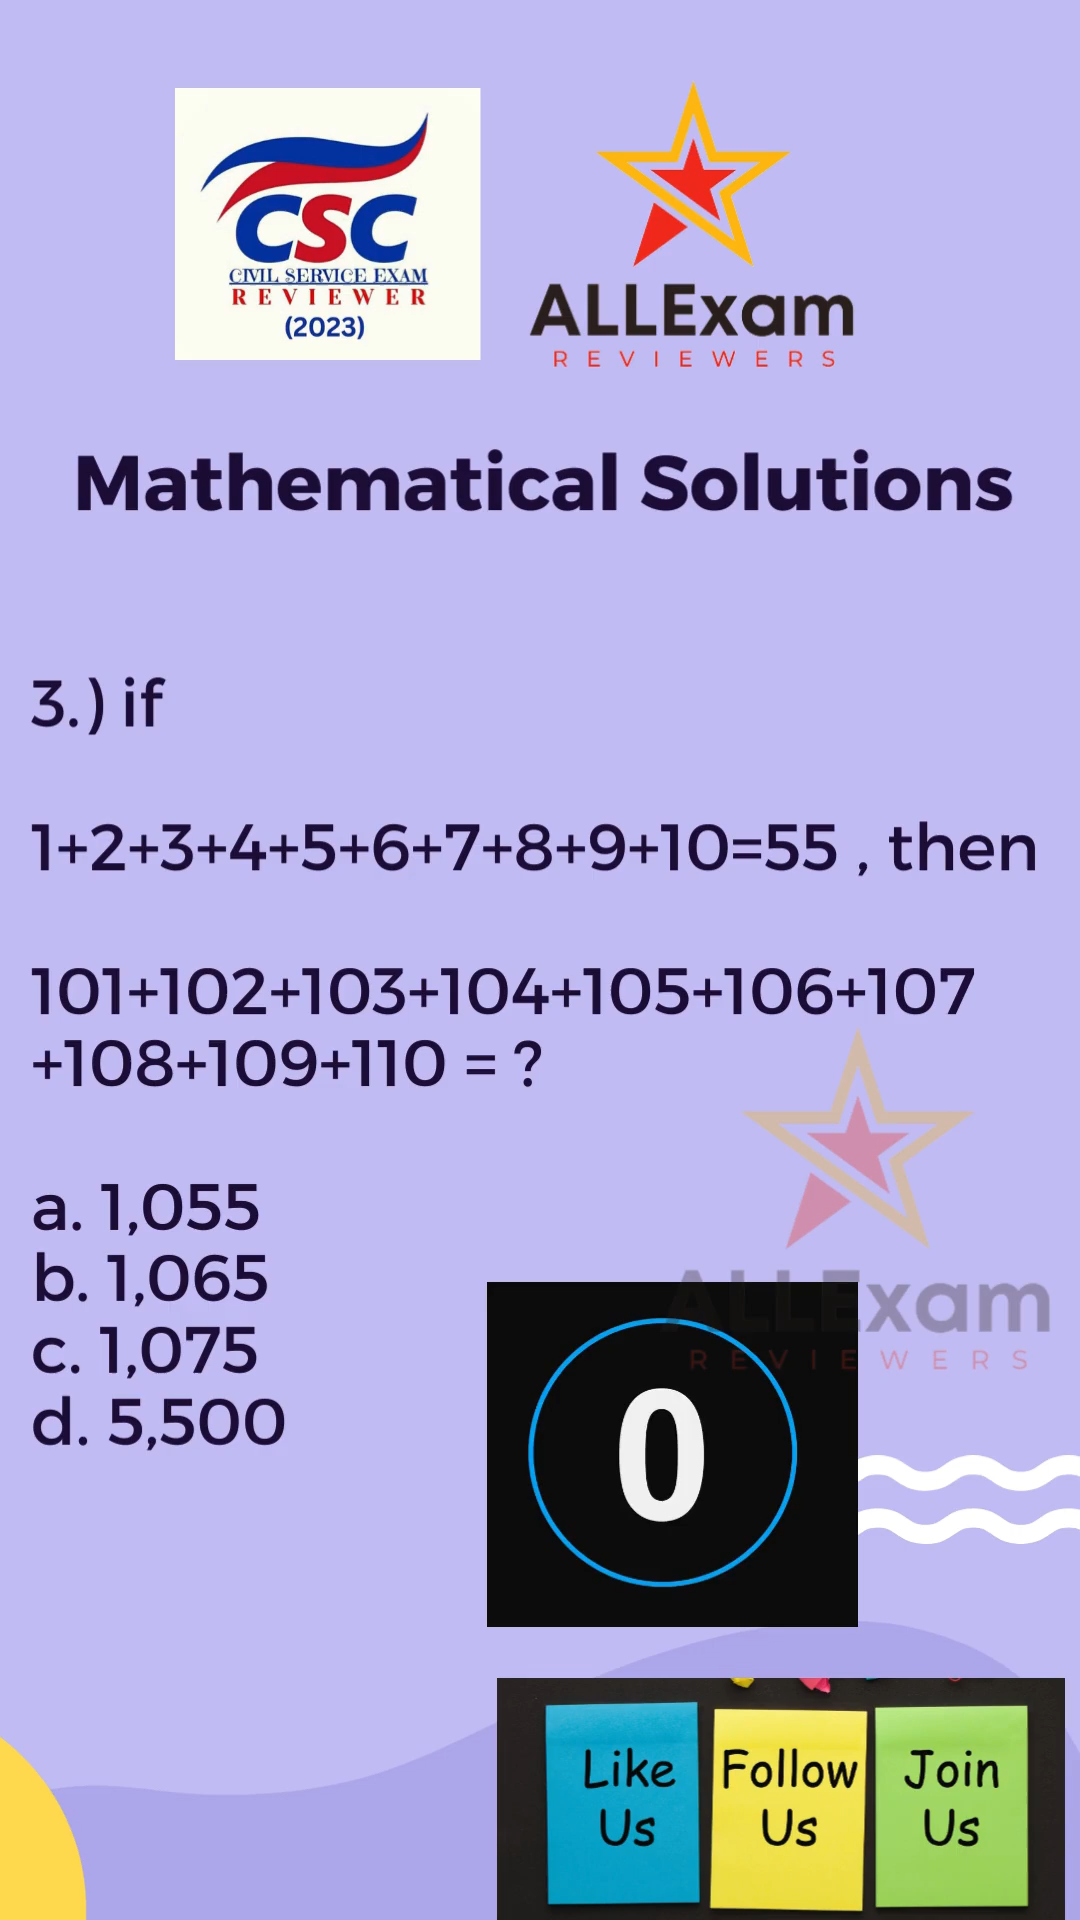 CSC
CIVIL SERVICE EXAM
REVIEWER
(2023)
ALLExam
REVIEWERS
Mathematical Solutions
3.) if
1+2+3+4+5+6+7+8+9+10=55 , then
101+102+103+104+105+106+107
+108+109+110 = ?
a. 1,055
b. 1,065
c. 1,075
d. 5,500
ALLExam
REVIEWERS
0
Like Us
Follow Us
Join Us